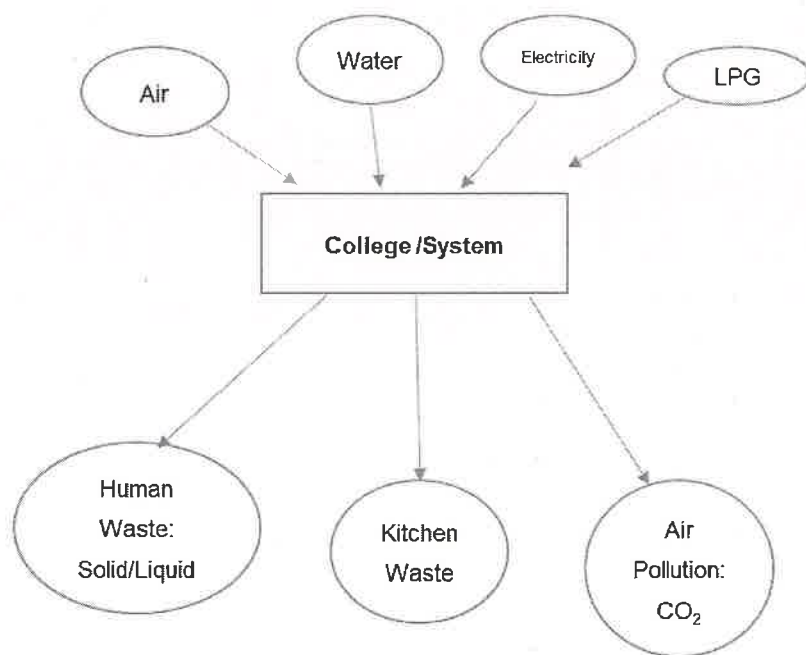 Air
Water
Electricity
LPG
College /System
Human
Waste:
Solid/Liquid
Kitchen
Waste
Air
Pollution:
CO₂